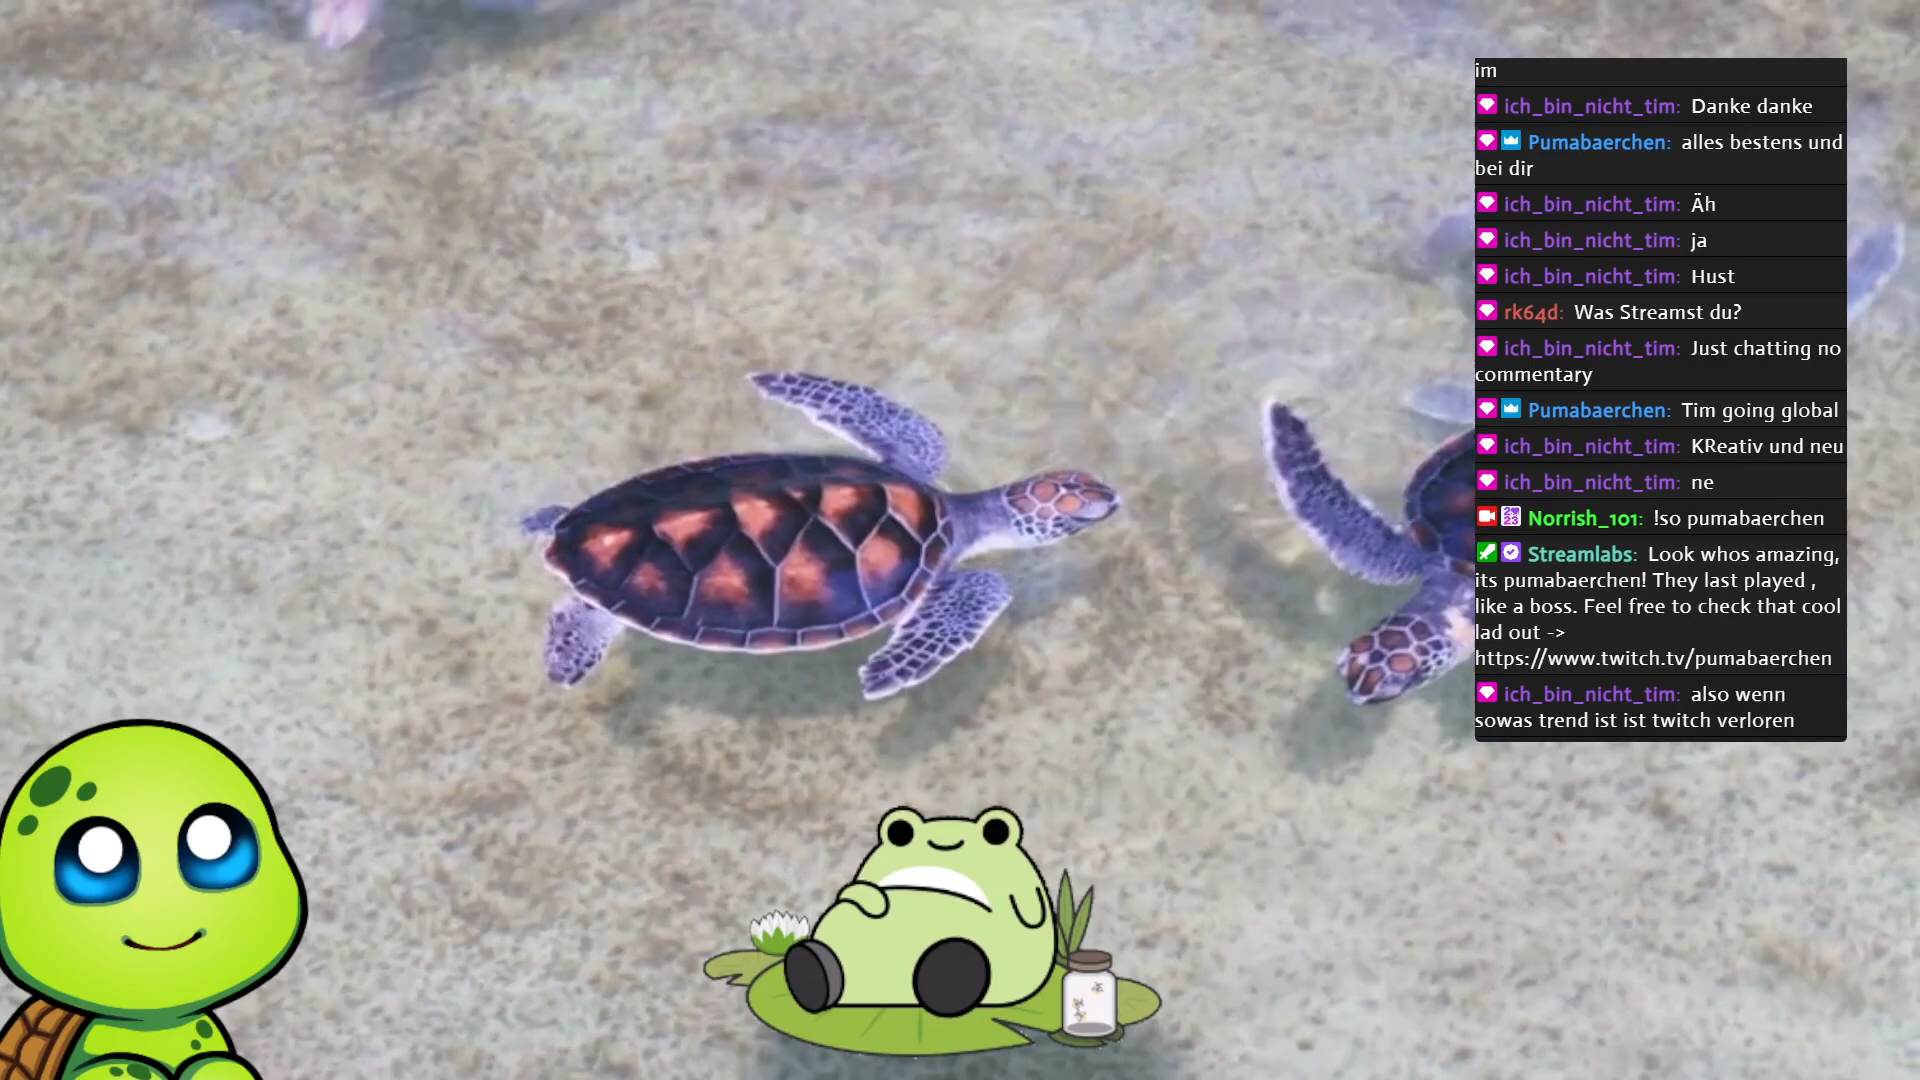 im
ich_bin_nicht_tim: Danke danke
Pumabaerchen: alles bestens und
bei dir
ich_bin_nicht_tim: Äh
ich_bin_nicht_tim: ja
ich_bin_nicht_tim: Hust
rk64d: Was Streamst du?
ich_bin_nicht_tim: Just chatting no
commentary
Pumabaerchen: Tim going global
ich_bin_nicht_tim: KReativ und neu
ich_bin_nicht_tim: ne
Norrish_101: !so pumabaerchen
Streamlabs: Look whos amazing,
its pumabaerchen! They last played ,
like a boss. Feel free to check that cool
lad out ->
https://www.twitch.tv/pumabaerchen
ich_bin_nicht_tim: also wenn
sowas trend ist ist twitch verloren